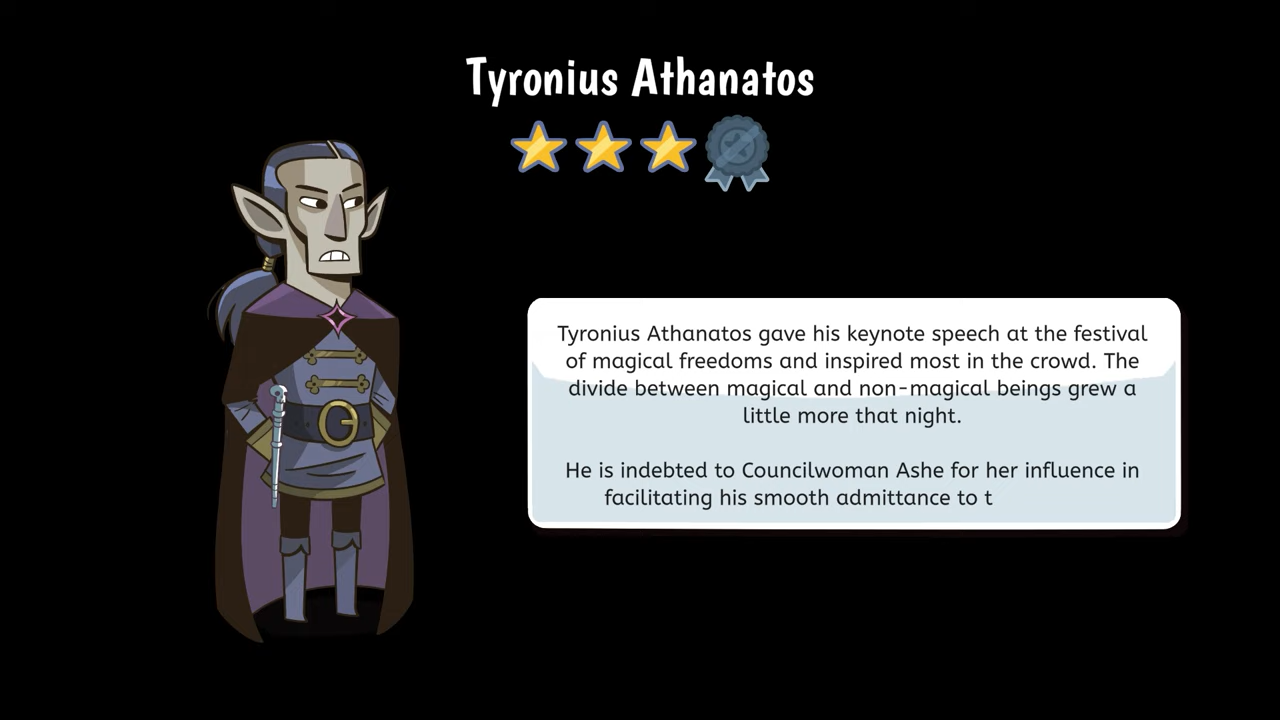 Tyronius Athanatos
Tyronius Athanatos gave his keynote speech at the festival
of magical freedoms and inspired most in the crowd. The
divide between magical and non-magical beings grew a
little more that night.
He is indebted to Councilwoman Ashe for her influence in
facilitating his smooth admittance to t